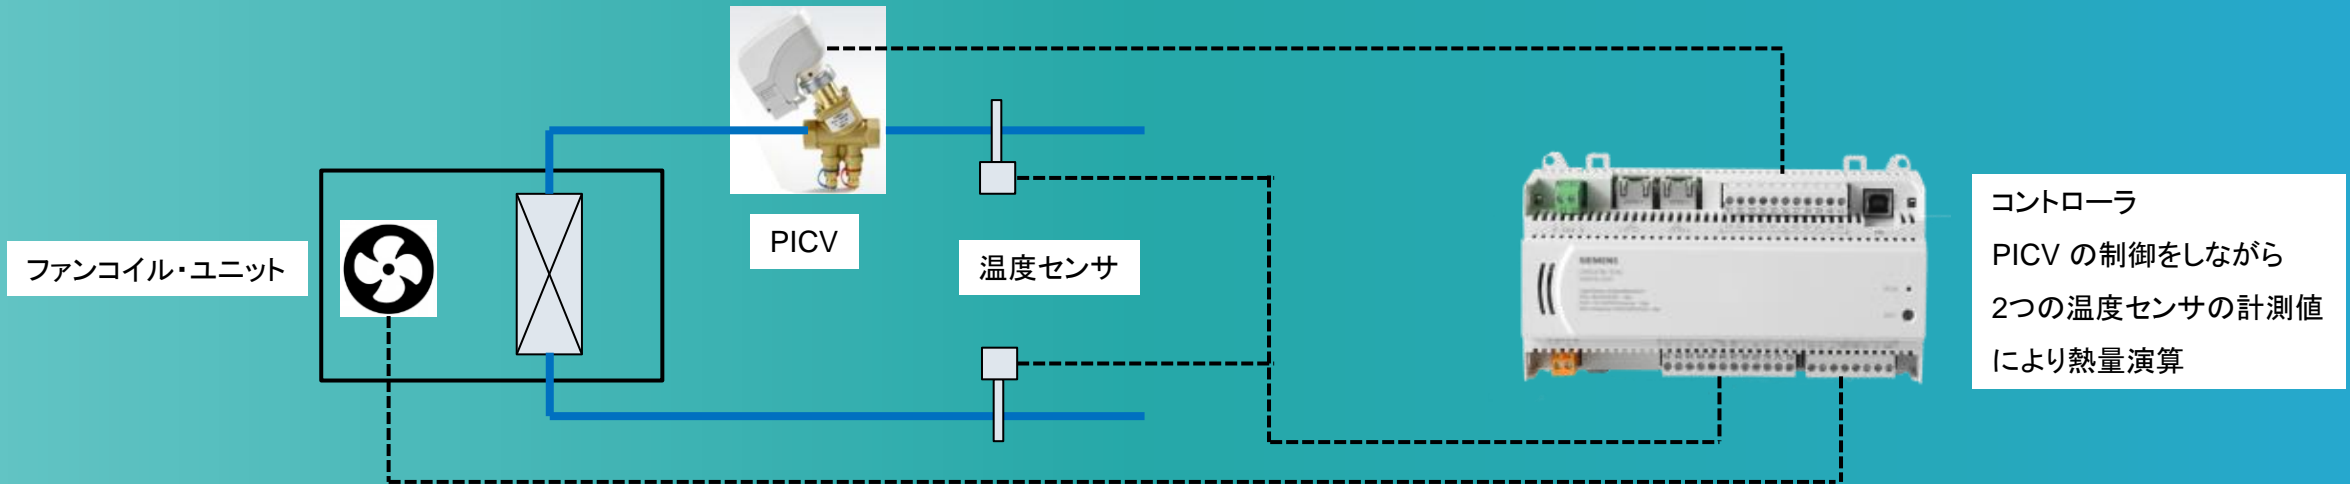 ファンコイル・ユニット
PICV
温度センサ
SIEMENS
コントローラ
PICV の制御をしながら
2つの温度センサの計測値
により熱量演算